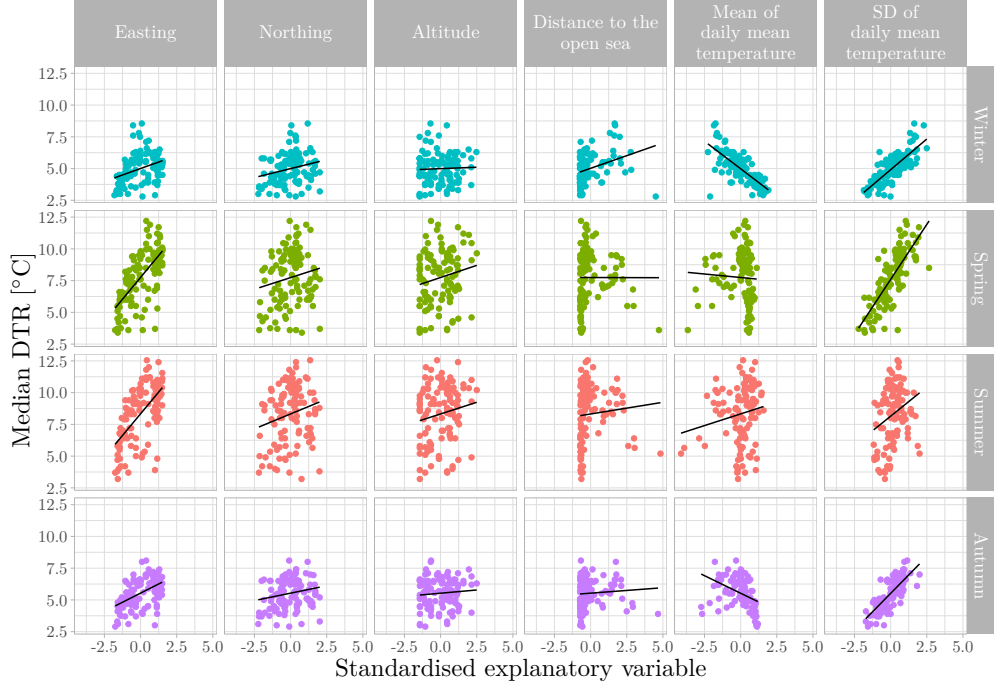 Easting
Northing
Altitude
Distance to the
open sea
Mean of
daily mean
temperature
SD of
daily mean
temperature
12.5
10.0
7.5
5.0
2.5
Winter
12.5
10.0
7.5
5.0
2.5
Spring
12.5
10.0
7.5
5.0
2.5
Summer
12.5
10.0
7.5
5.0
2.5
Autumn
Median DTR [°C]
-2.5 0.0 2.5 5.0 -2.5 0.0 2.5 5.0 -2.5 0.0 2.5 5.0 -2.5 0.0 2.5 5.0 -2.5 0.0 2.5 5.0 -2.5 0.0 2.5 5.0
Standardised explanatory variable